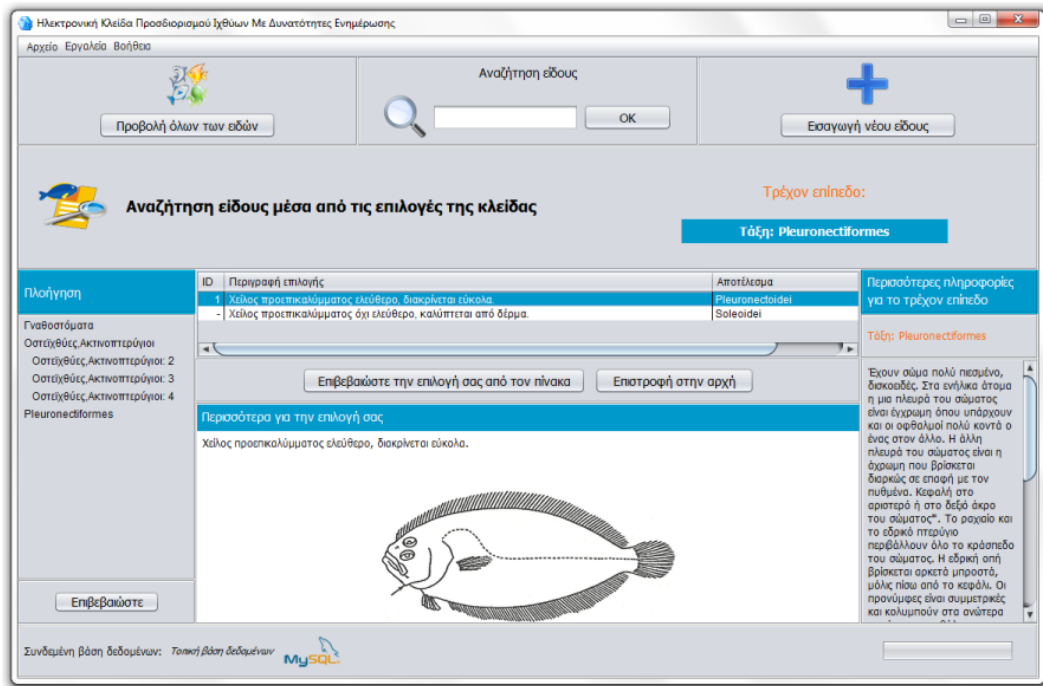 Ηλεκτρονική Κλείδα Προσδιορισμού Ιχθύων Με Δυνατότητες Ενημέρωσης
Αρχείο Εργαλεία Βοήθεια
Αναζήτηση είδους
Προβολή όλων των ειδών
OK
Εισαγωγή νέου είδους
Αναζήτηση είδους μέσα από τις επιλογές της κλείδας
Τρέχον επίπεδο:
Τάξη: Pleuronectiformes
Πλοήγηση
Γναθοστόματα
Οστεϊχθύες,Ακτινοπτερύγιοι
Οστεϊχθύες,Ακτινοπτερύγιοι: 2
Οστεϊχθύες,Ακτινοπτερύγιοι: 3
Οστεϊχθύες,Ακτινοπτερύγιοι: 4
Pleuronectiformes
Επιβεβαιώστε
ID Περιγραφή επιλογής Αποτέλεσμα
1 Χείλος προεπικαλύμματος ελεύθερο, διακρίνεται εύκολα. Pleuronectoidei
- Χείλος προεπικαλύμματος όχι ελεύθερο, καλύπτεται από δέρμα. Soleoidei
Επιβεβαιώστε την επιλογή σας από τον πίνακα
Επιστροφή στην αρχή
Περισσότερα για την επιλογή σας
Χείλος προεπικαλύμματος ελεύθερο, διακρίνεται εύκολα.
Περισσότερες πληροφορίες
για το τρέχον επίπεδο
Τάξη: Pleuronectiformes
Έχουν σώμα πολύ πιεσμένο,
δισκοειδές. Στα ενήλικα άτομα
η μια πλευρά του σώματος
είναι έγχρωμη όπου υπάρχουν
και οι οφθαλμοί πολύ κοντά ο
ένας στον άλλο. Η άλλη
πλευρά του σώματος είναι η
άχρωμη που βρίσκεται
διαρκώς σε επαφή με τον
πυθμένα. Κεφαλή στο
αριστερό ή στο δεξιό άκρο
του σώματος". Το ραχιαίο και
το εδρικό πτερύγιο
περιβάλλουν όλο το κράσπεδο
του σώματος. Η εδρική οπή
βρίσκεται αρκετά μπροστά,
μόλις πίσω από το κεφάλι. Οι
προνύμφες είναι συμμετρικές
και κολυμπούν στα ανώτερα
Συνδεμένη βάση δεδομένων: Τοπική βάση δεδομένων MySQL